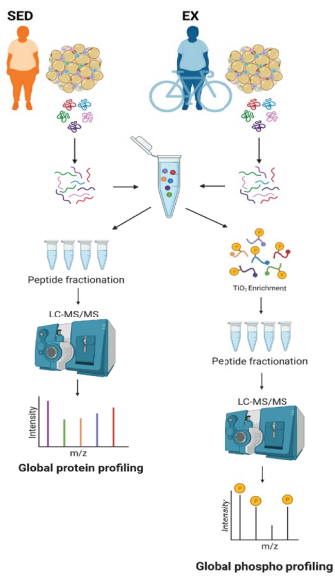 SED
EX
P
P
P
P
P
P
TiO₂ Enrichment
Peptide fractionation
LC-MS/MS
Intensity
m/z
Global protein profiling
Peptide fractionation
LC-MS/MS
P
P
P
Intensity
m/z
Global phospho profiling